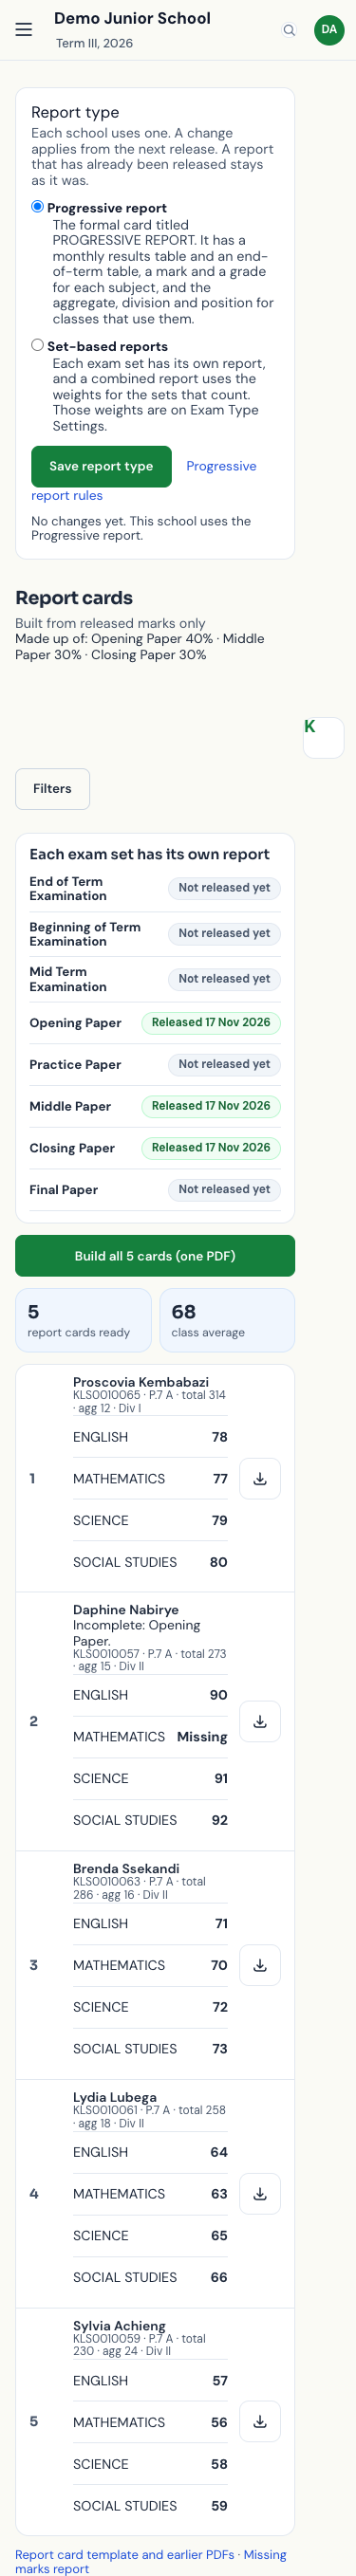 Demo Junior School
Term III, 2026
DA
Report type
Each school uses one. A change
applies from the next release. A report
that has already been released stays
as it was.
Progressive report
The formal card titled
PROGRESSIVE REPORT. It has a
monthly results table and an end-
of-term table, a mark and a grade
for each subject, and the
aggregate, division and position for
classes that use them.
Set-based reports
Each exam set has its own report,
and a combined report uses the
weights for the sets that count.
Those weights are on Exam Type
Settings.
Save report type Progressive
report rules
No changes yet. This school uses the
Progressive report.
Report cards
Built from released marks only
Made up of: Opening Paper 40% · Middle
Paper 30% · Closing Paper 30%
K
Filters
Each exam set has its own report
End of Term
Examination
Not released yet
Beginning of Term
Examination
Not released yet
Mid Term
Examination
Not released yet
Opening Paper Released 17 Nov 2026
Practice Paper Not released yet
Middle Paper Released 17 Nov 2026
Closing Paper Released 17 Nov 2026
Final Paper Not released yet
Build all 5 cards (one PDF)
5
report cards ready
68
class average
1
Proscovia Kembabazi
KLS0010065 · P.7 A · total 314
· agg 12 · Div I
ENGLISH 78
MATHEMATICS 77
SCIENCE 79
SOCIAL STUDIES 80
2
Daphine Nabirye
Incomplete: Opening
Paper.
KLS0010057 · P.7 A · total 273
· agg 15 · Div II
ENGLISH 90
MATHEMATICS Missing
SCIENCE 91
SOCIAL STUDIES 92
3
Brenda Ssekandi
KLS0010063 · P.7 A · total
286 · agg 16 · Div II
ENGLISH 71
MATHEMATICS 70
SCIENCE 72
SOCIAL STUDIES 73
4
Lydia Lubega
KLS0010061 · P.7 A · total 258
· agg 18 · Div II
ENGLISH 64
MATHEMATICS 63
SCIENCE 65
SOCIAL STUDIES 66
5
Sylvia Achieng
KLS0010059 · P.7 A · total
230 · agg 24 · Div II
ENGLISH 57
MATHEMATICS 56
SCIENCE 58
SOCIAL STUDIES 59
Report card template and earlier PDFs · Missing
marks report